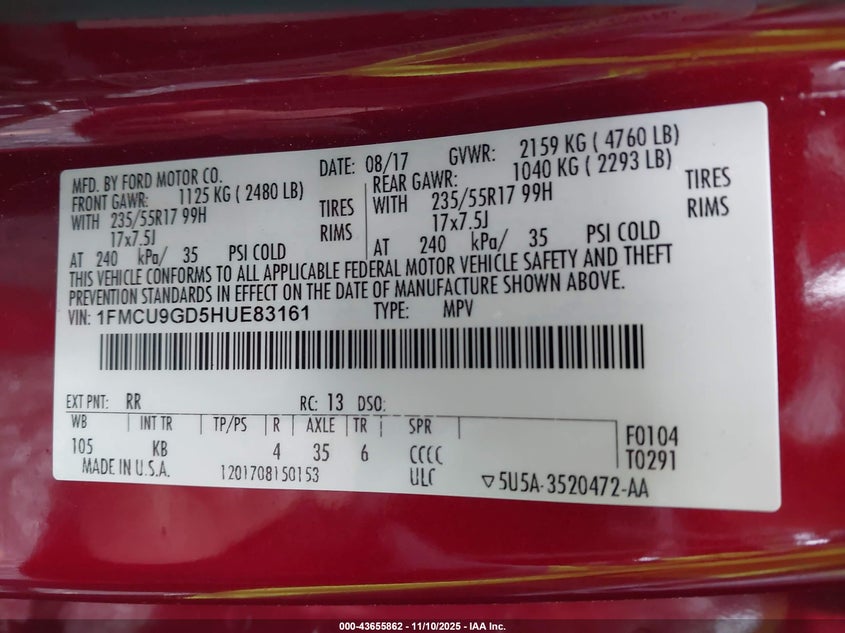 MFD. BY FORD MOTOR CO. DATE: 08/17 GVWR: 2159 KG ( 4760 LB)
FRONT GAWR: 1125 KG ( 2480 LB) REAR GAWR: 1040 KG ( 2293 LB)
WITH 235/55R17 99H TIRES WITH 235/55R17 99H TIRES
17x7.5J RIMS 17x7.5J RIMS
AT 240 kPa/ 35 PSI COLD AT 240 kPa/ 35 PSI COLD
THIS VEHICLE CONFORMS TO ALL APPLICABLE FEDERAL MOTOR VEHICLE SAFETY AND THEFT
PREVENTION STANDARDS IN EFFECT ON THE DATE OF MANUFACTURE SHOWN ABOVE.
VIN: 1FMCU9GD5HUE83161 TYPE: MPV
EXT PNT: RR RC: 13 DSO:
WB INT TR TP/PS R AXLE TR SPR
105 KB 4 35 6 CCCC F0104
MADE IN U.S.A. 1201708150153 ULC T0291
▽5U5A-3520472-AA
000-43655862 - 11/10/2025 - IAA Inc.